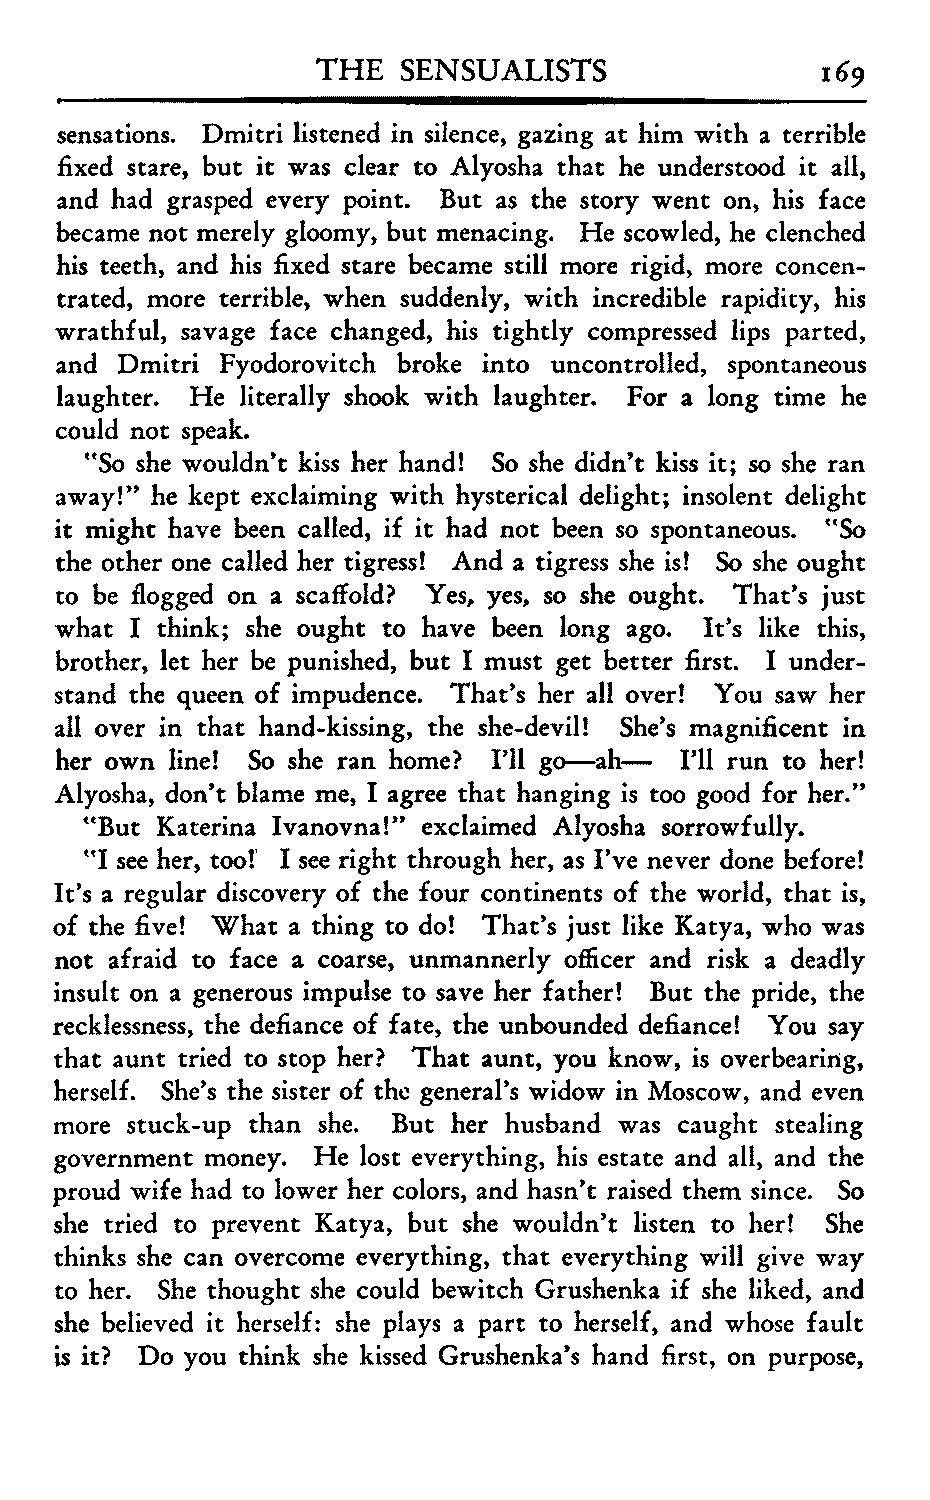 THE SENSUALISTS 169
sensations. Dmitri listened in silence, gazing at him with a terrible
fixed stare, but it was clear to Alyosha that he understood it all,
and had grasped every point. But as the story went on, his face
became not merely gloomy, but menacing. He scowled, he clenched
his teeth, and his fixed stare became still more rigid, more concen-
trated, more terrible, when suddenly, with incredible rapidity, his
wrathful, savage face changed, his tightly compressed lips parted,
and Dmitri Fyodorovitch broke into uncontrolled, spontaneous
laughter. He literally shook with laughter. For a long time he
could not speak.
"So she wouldn't kiss her hand! So she didn't kiss it; so she ran
away!" he kept exclaiming with hysterical delight; insolent delight
it might have been called, if it had not been so spontaneous. "So
the other one called her tigress! And a tigress she is! So she ought
to be flogged on a scaffold? Yes, yes, so she ought. That's just
what I think; she ought to have been long ago. It's like this,
brother, let her be punished, but I must get better first. I under-
stand the queen of impudence. That's her all over! You saw her
all over in that hand-kissing, the she-devil! She's magnificent in
her own line! So she ran home? I'll go—ah— I'll run to her!
Alyosha, don't blame me, I agree that hanging is too good for her."
"But Katerina Ivanovna!" exclaimed Alyosha sorrowfully.
"I see her, too! I see right through her, as I've never done before!
It's a regular discovery of the four continents of the world, that is,
of the five! What a thing to do! That's just like Katya, who was
not afraid to face a coarse, unmannerly officer and risk a deadly
insult on a generous impulse to save her father! But the pride, the
recklessness, the defiance of fate, the unbounded defiance! You say
that aunt tried to stop her? That aunt, you know, is overbearing,
herself. She's the sister of the general's widow in Moscow, and even
more stuck-up than she. But her husband was caught stealing
government money. He lost everything, his estate and all, and the
proud wife had to lower her colors, and hasn't raised them since. So
she tried to prevent Katya, but she wouldn't listen to her! She
thinks she can overcome everything, that everything will give way
to her. She thought she could bewitch Grushenka if she liked, and
she believed it herself: she plays a part to herself, and whose fault
is it? Do you think she kissed Grushenka's hand first, on purpose,